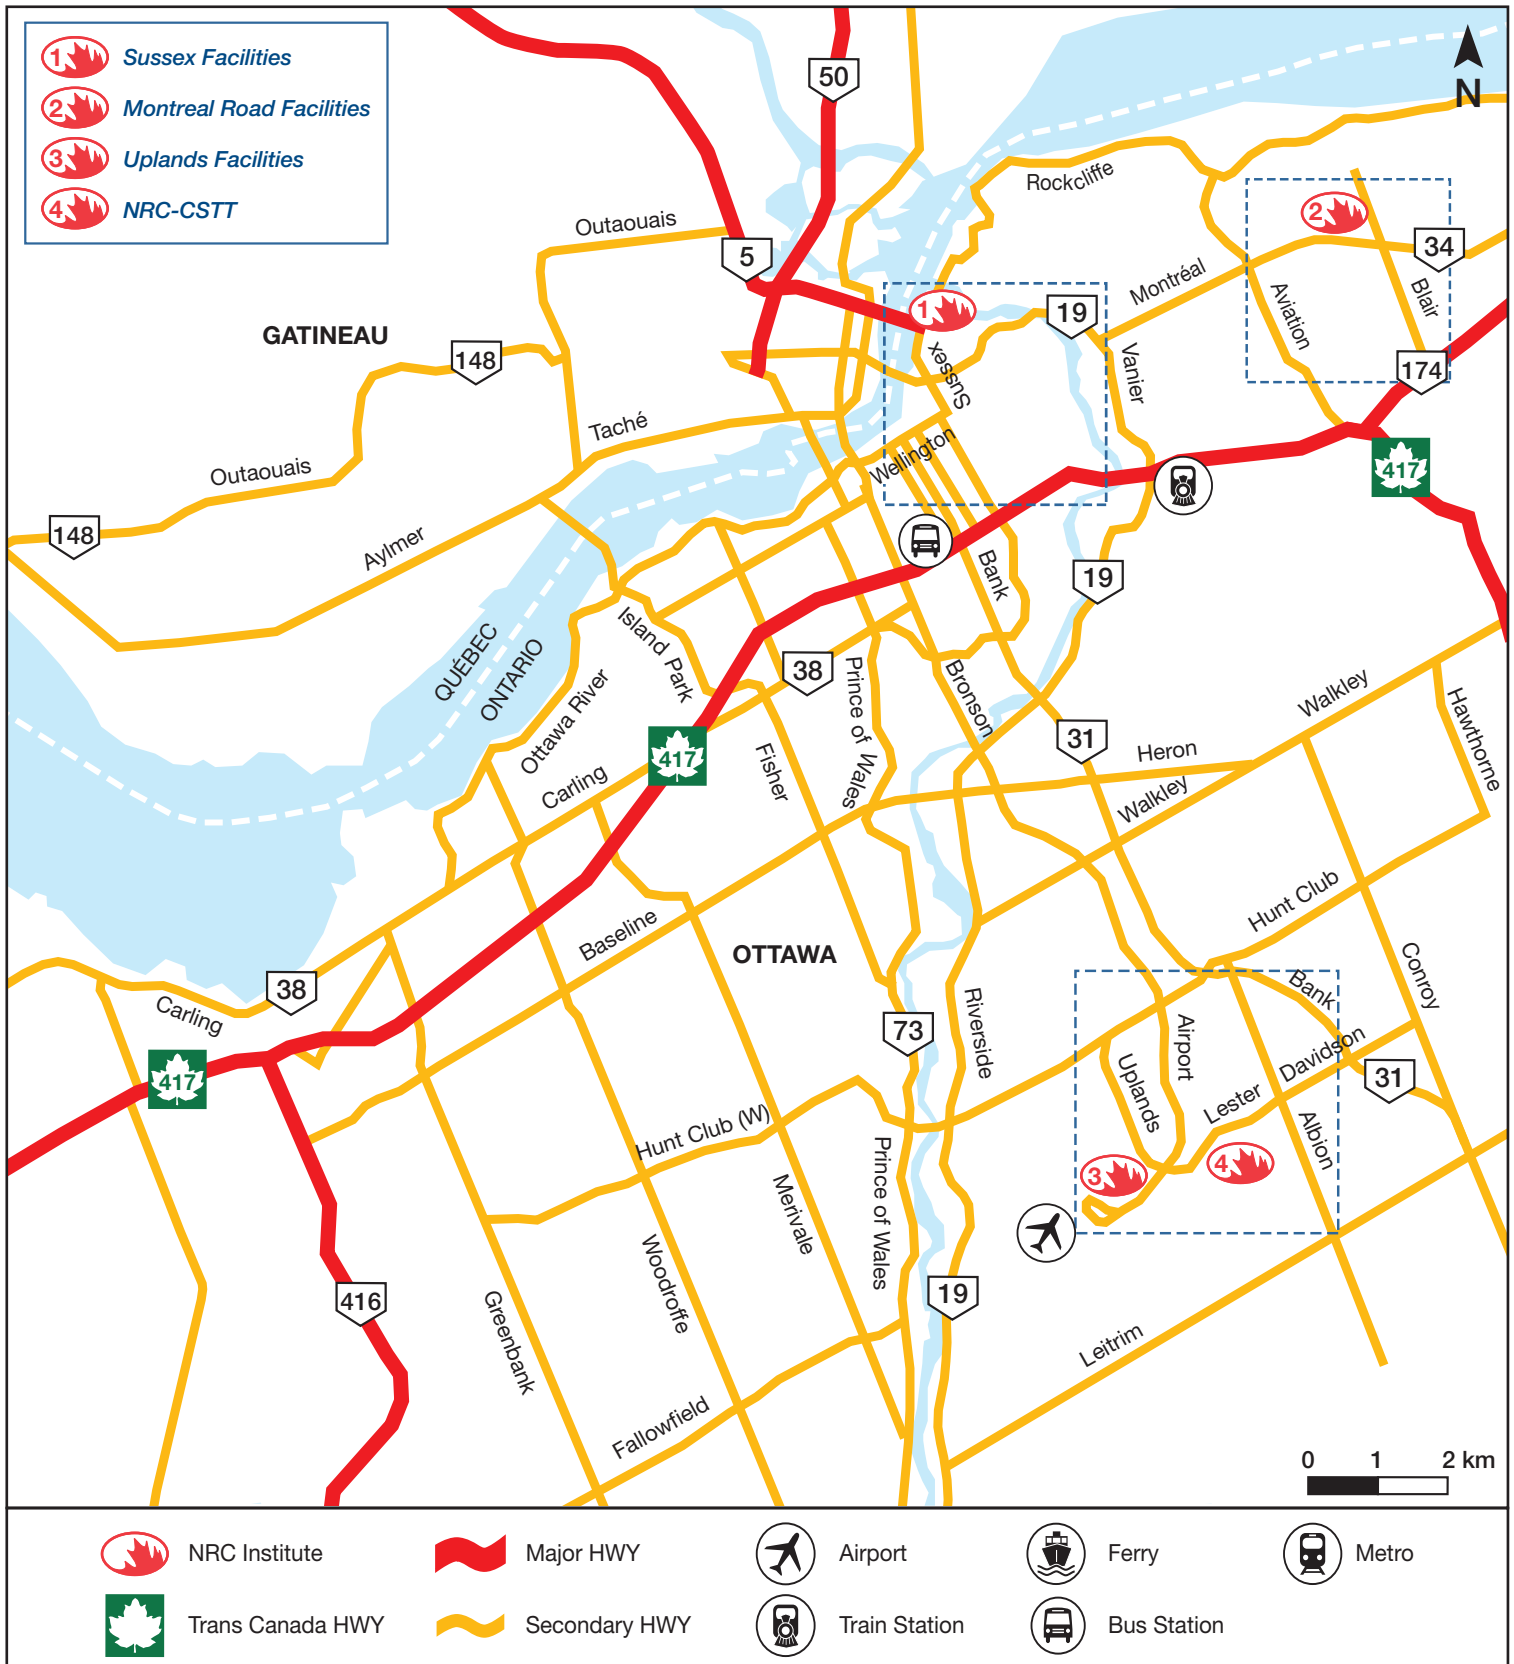 1 Sussex Facilities
2 Montreal Road Facilities
3 Uplands Facilities
4 NRC-CSTT
N
50
Rockcliffe
2
Outaouais
5
34
Montréal
Blair
1
19
Aviation
GATINEAU
148
Sussex
Vanier
174
Taché
Wellington
Outaouais
417
148
Aylmer
Bank
19
Island Park
QUÉBEC
ONTARIO
38
Prince of Wales
Bronson
Ottawa River
Walkley
Hawthorne
417
31
Heron
Fisher
Carling
Walkley
Baseline
Hunt Club
OTTAWA
Conroy
38
Bank
Carling
Riverside
73
Airport
Davidson
417
Uplands
31
Lester
Hunt Club (W)
Albion
3
4
Prince of Wales
Merivale
Woodroffe
416
19
Greenbank
Leitrim
Fallowfield
0 1 2 km
NRC Institute
Major HWY
Airport
Ferry
Metro
Trans Canada HWY
Secondary HWY
Train Station
Bus Station